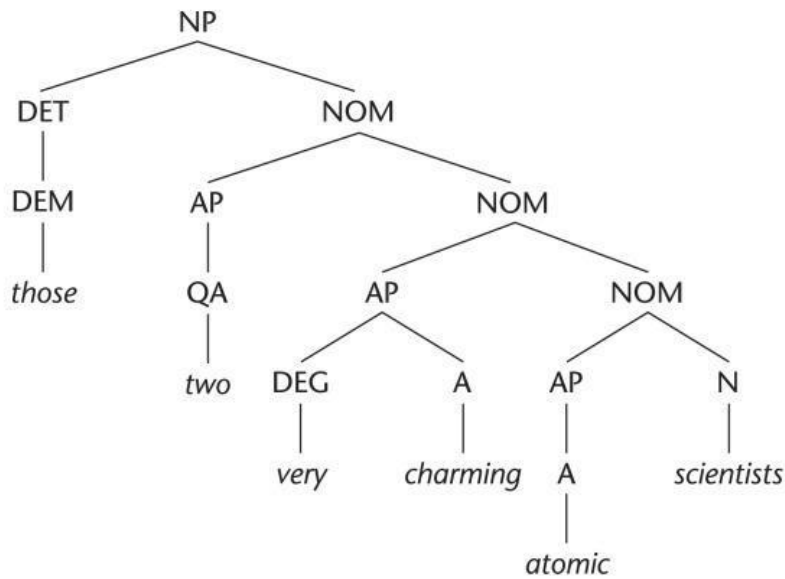 NP
DET NOM
DEM AP NOM
those QA AP NOM
two DEG A AP N
very charming A scientists
atomic